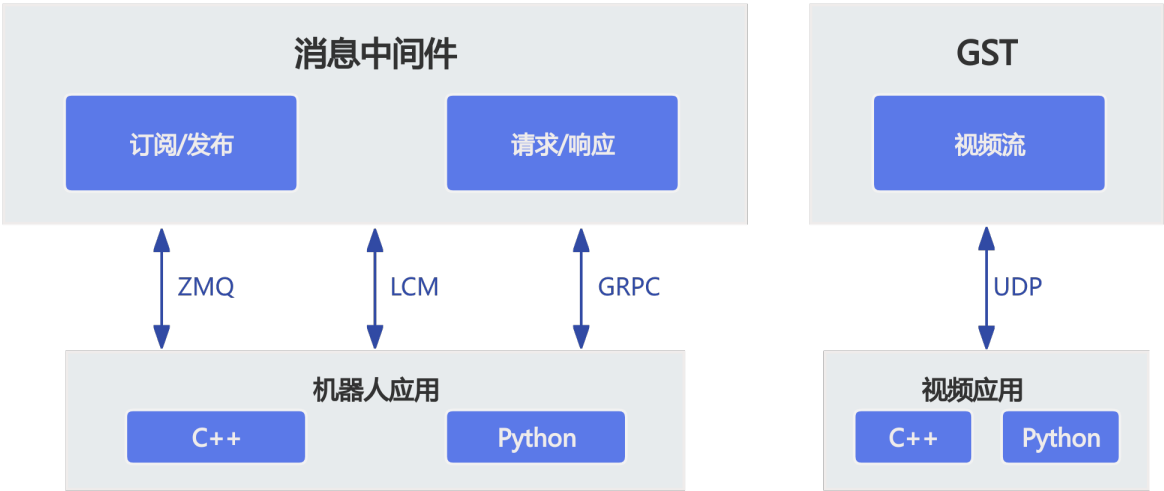 消息中间件
订阅/发布
请求/响应
ZMQ
LCM
GRPC
机器人应用
C++
Python
GST
视频流
UDP
视频应用
C++
Python